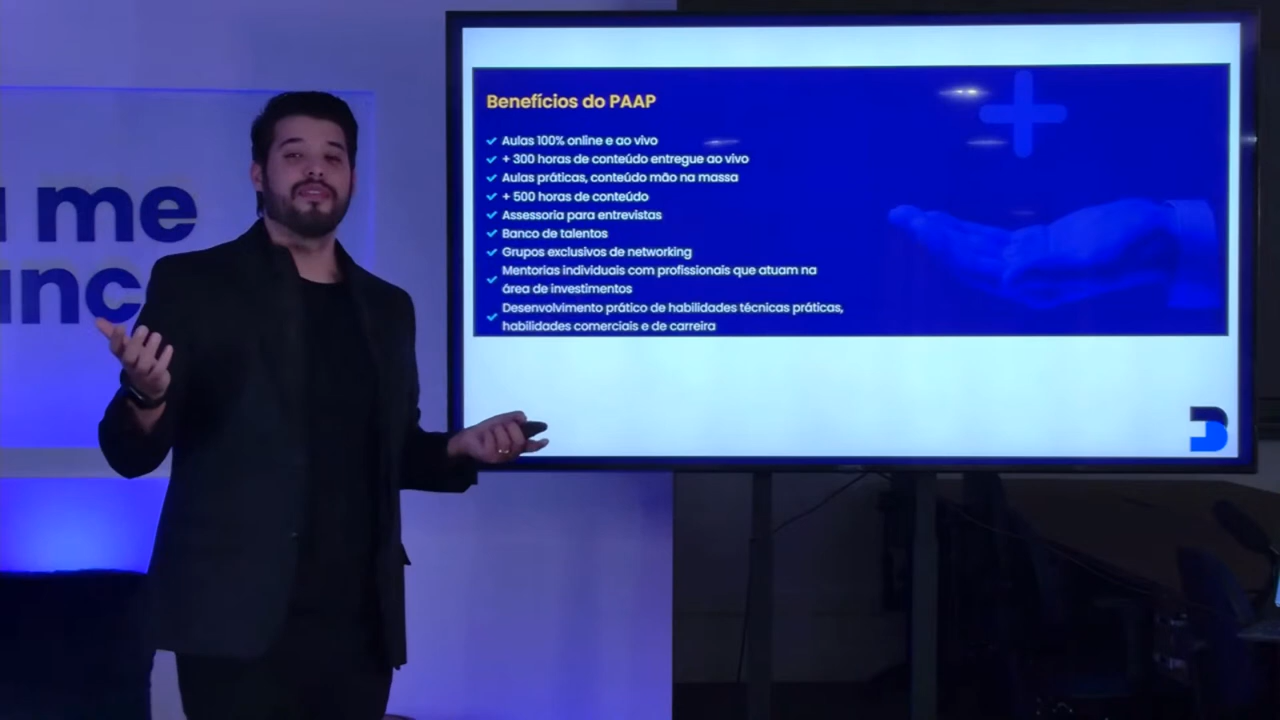 me
Benefícios do PAAP
Aulas 100% online e ao vivo
+ 300 horas de conteúdo entregue ao vivo
Aulas práticas, conteúdo mão na massa
+ 500 horas de conteúdo
Assessoria para entrevistas
Banco de talentos
Grupos exclusivos de networking
Mentorias individuais com profissionais que atuam na
área de investimentos
Desenvolvimento prático de habilidades técnicas práticas,
habilidades comerciais e de carreira